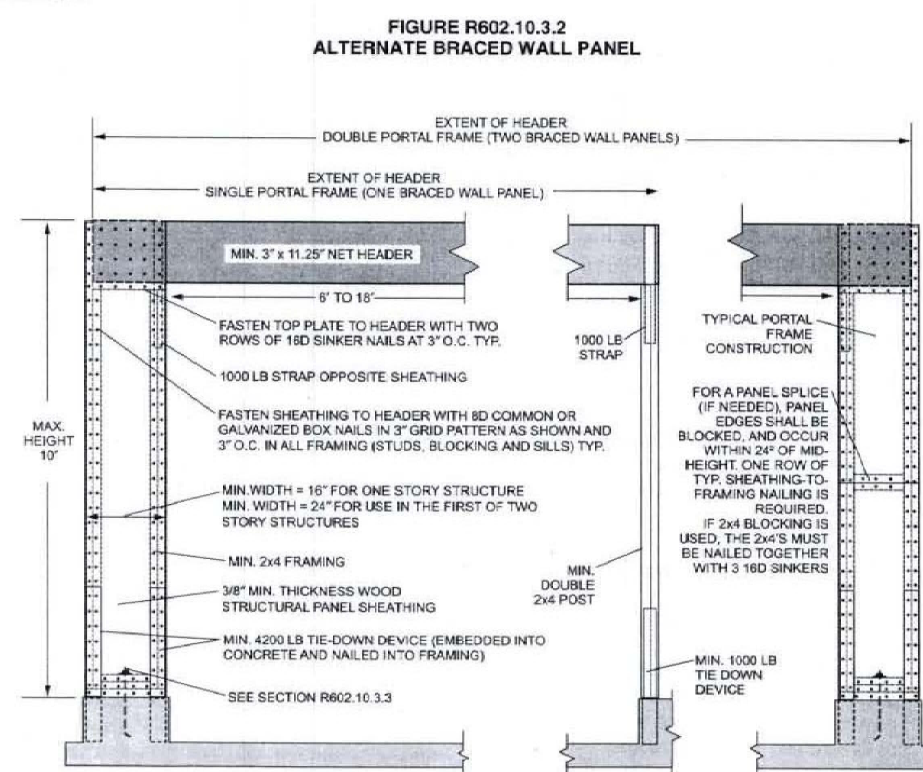 FIGURE R602.10.3.2
ALTERNATE BRACED WALL PANEL
EXTENT OF HEADER
DOUBLE PORTAL FRAME (TWO BRACED WALL PANELS)
EXTENT OF HEADER
SINGLE PORTAL FRAME (ONE BRACED WALL PANEL)
MIN. 3" x 11.25" NET HEADER
6" TO 18"
FASTEN TOP PLATE TO HEADER WITH TWO
ROWS OF 16D SINKER NAILS AT 3" O.C. TYP.
1000 LB STRAP OPPOSITE SHEATHING
FASTEN SHEATHING TO HEADER WITH 8D COMMON OR
GALVANIZED BOX NAILS IN 3" GRID PATTERN AS SHOWN AND
3" O.C. IN ALL FRAMING (STUDS, BLOCKING AND SILLS) TYP.
MAX.
HEIGHT
10"
MIN. WIDTH = 16" FOR ONE STORY STRUCTURE
MIN. WIDTH = 24" FOR USE IN THE FIRST OF TWO
STORY STRUCTURES
MIN. 2x4 FRAMING
3/8" MIN. THICKNESS WOOD
STRUCTURAL PANEL SHEATHING
MIN. 4200 LB TIE-DOWN DEVICE (EMBEDDED INTO
CONCRETE AND NAILED INTO FRAMING)
SEE SECTION R602.10.3.3
1000 LB
STRAP
MIN.
DOUBLE
2x4 POST
MIN. 1000 LB
TIE DOWN
DEVICE
TYPICAL PORTAL
FRAME
CONSTRUCTION
FOR A PANEL SPLICE
(IF NEEDED), PANEL
EDGES SHALL BE
BLOCKED, AND OCCUR
WITHIN 24" OF MID-
HEIGHT. ONE ROW OF
TYP. SHEATHING-TO-
FRAMING NAILING IS
REQUIRED.
IF 2x4 BLOCKING IS
USED, THE 2x4'S MUST
BE NAILED TOGETHER
WITH 3 16D SINKERS